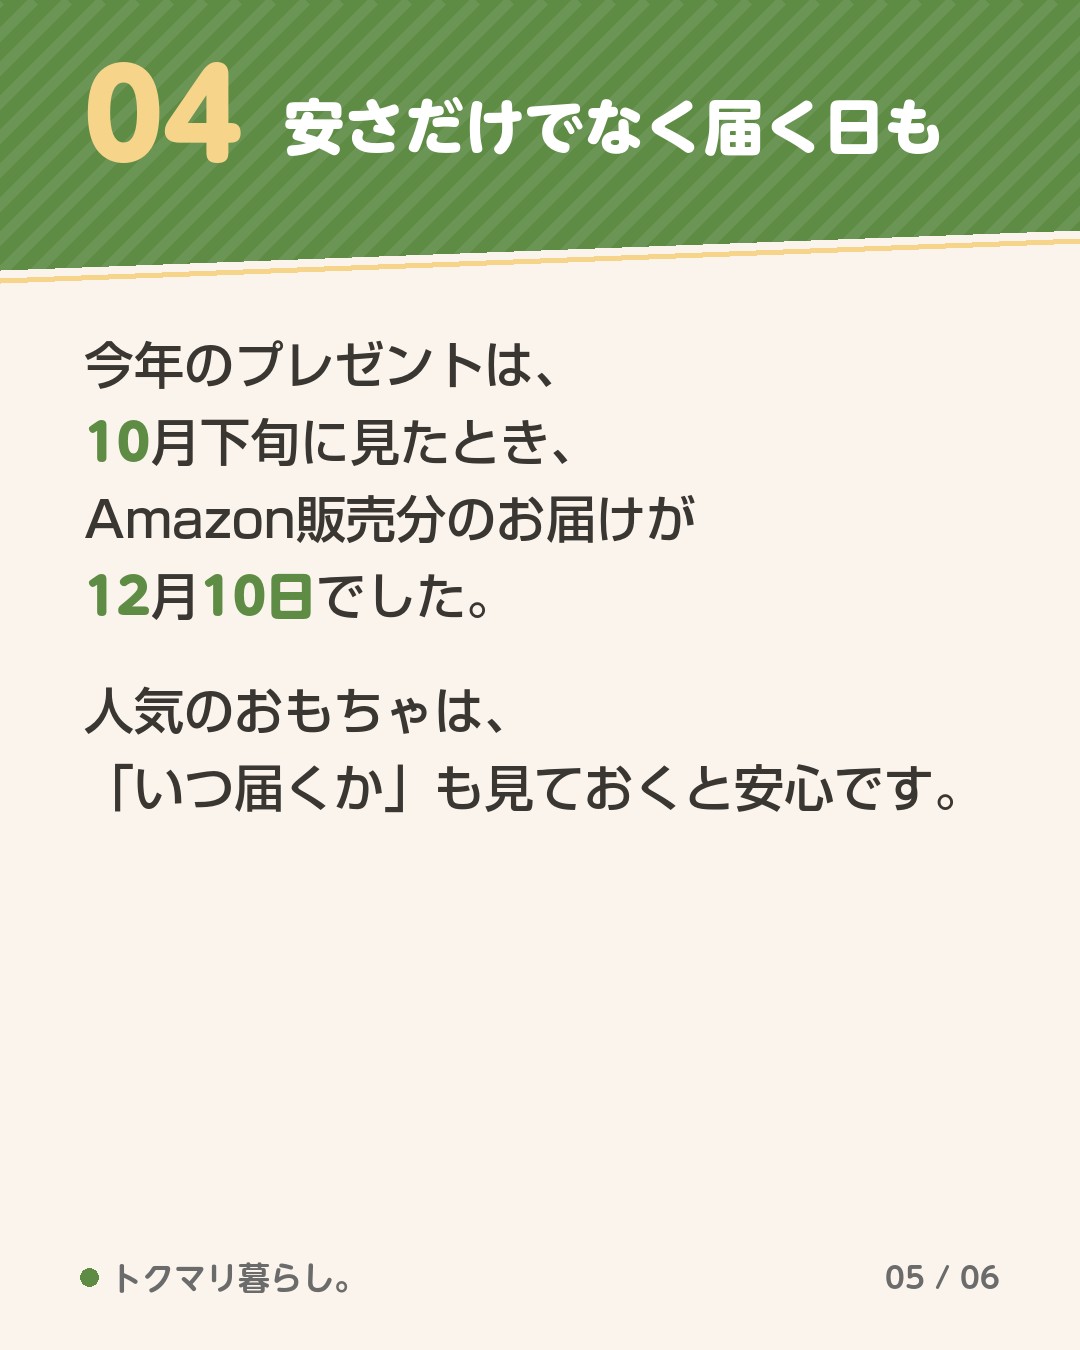 04 安さだけでなく届く日も
今年のプレゼントは、
10月下旬に見たとき、
Amazon販売分のお届けが
12月10日でした。
人気のおもちゃは、
「いつ届くか」も見ておくと安心です。
トクマリ暮らし。
05 / 06